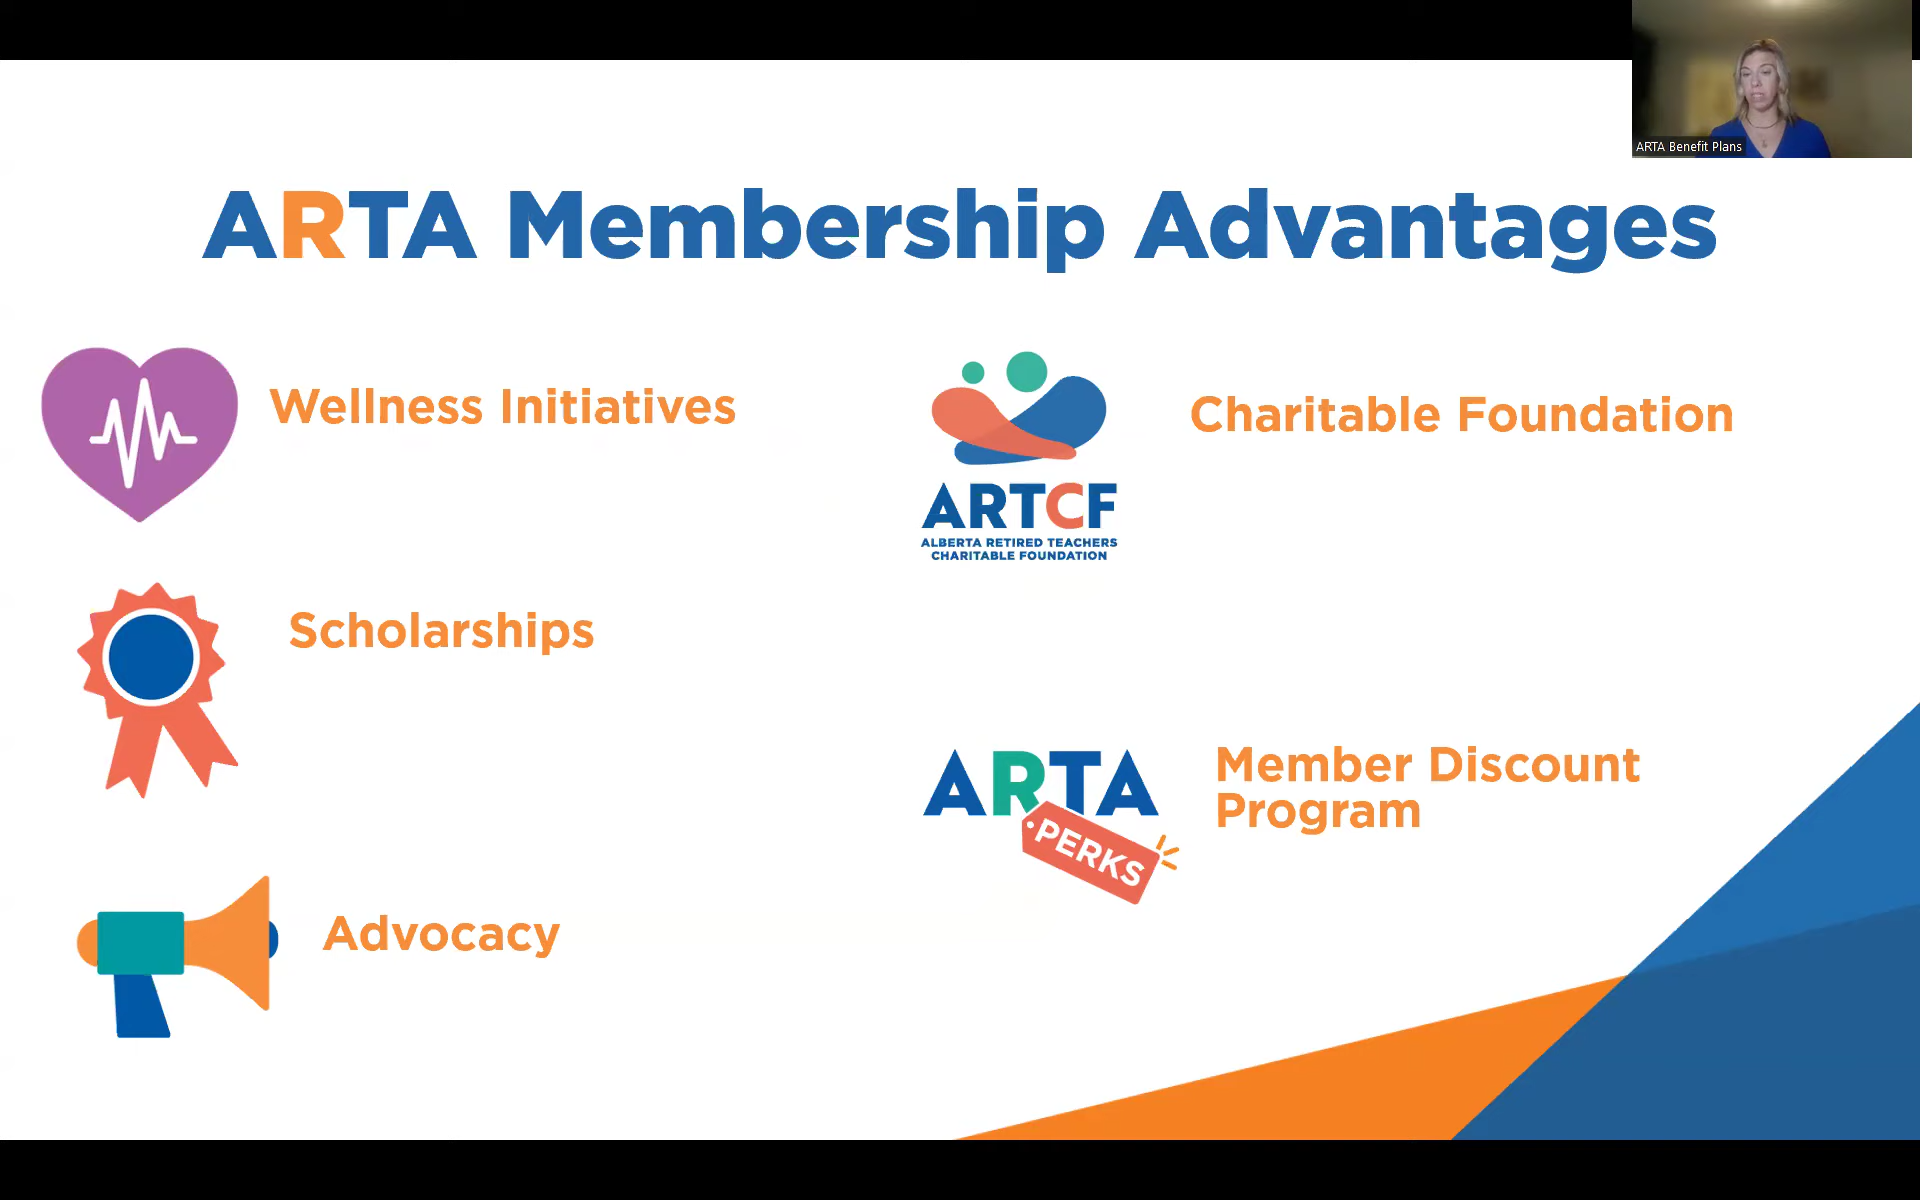 ARTA Benefit Plans
ARTA Membership Advantages
Wellness Initiatives
Scholarships
Advocacy
ARTCF
ALBERTA RETIRED TEACHERS
CHARITABLE FOUNDATION
Charitable Foundation
ARTA
PERKS
Member Discount
Program